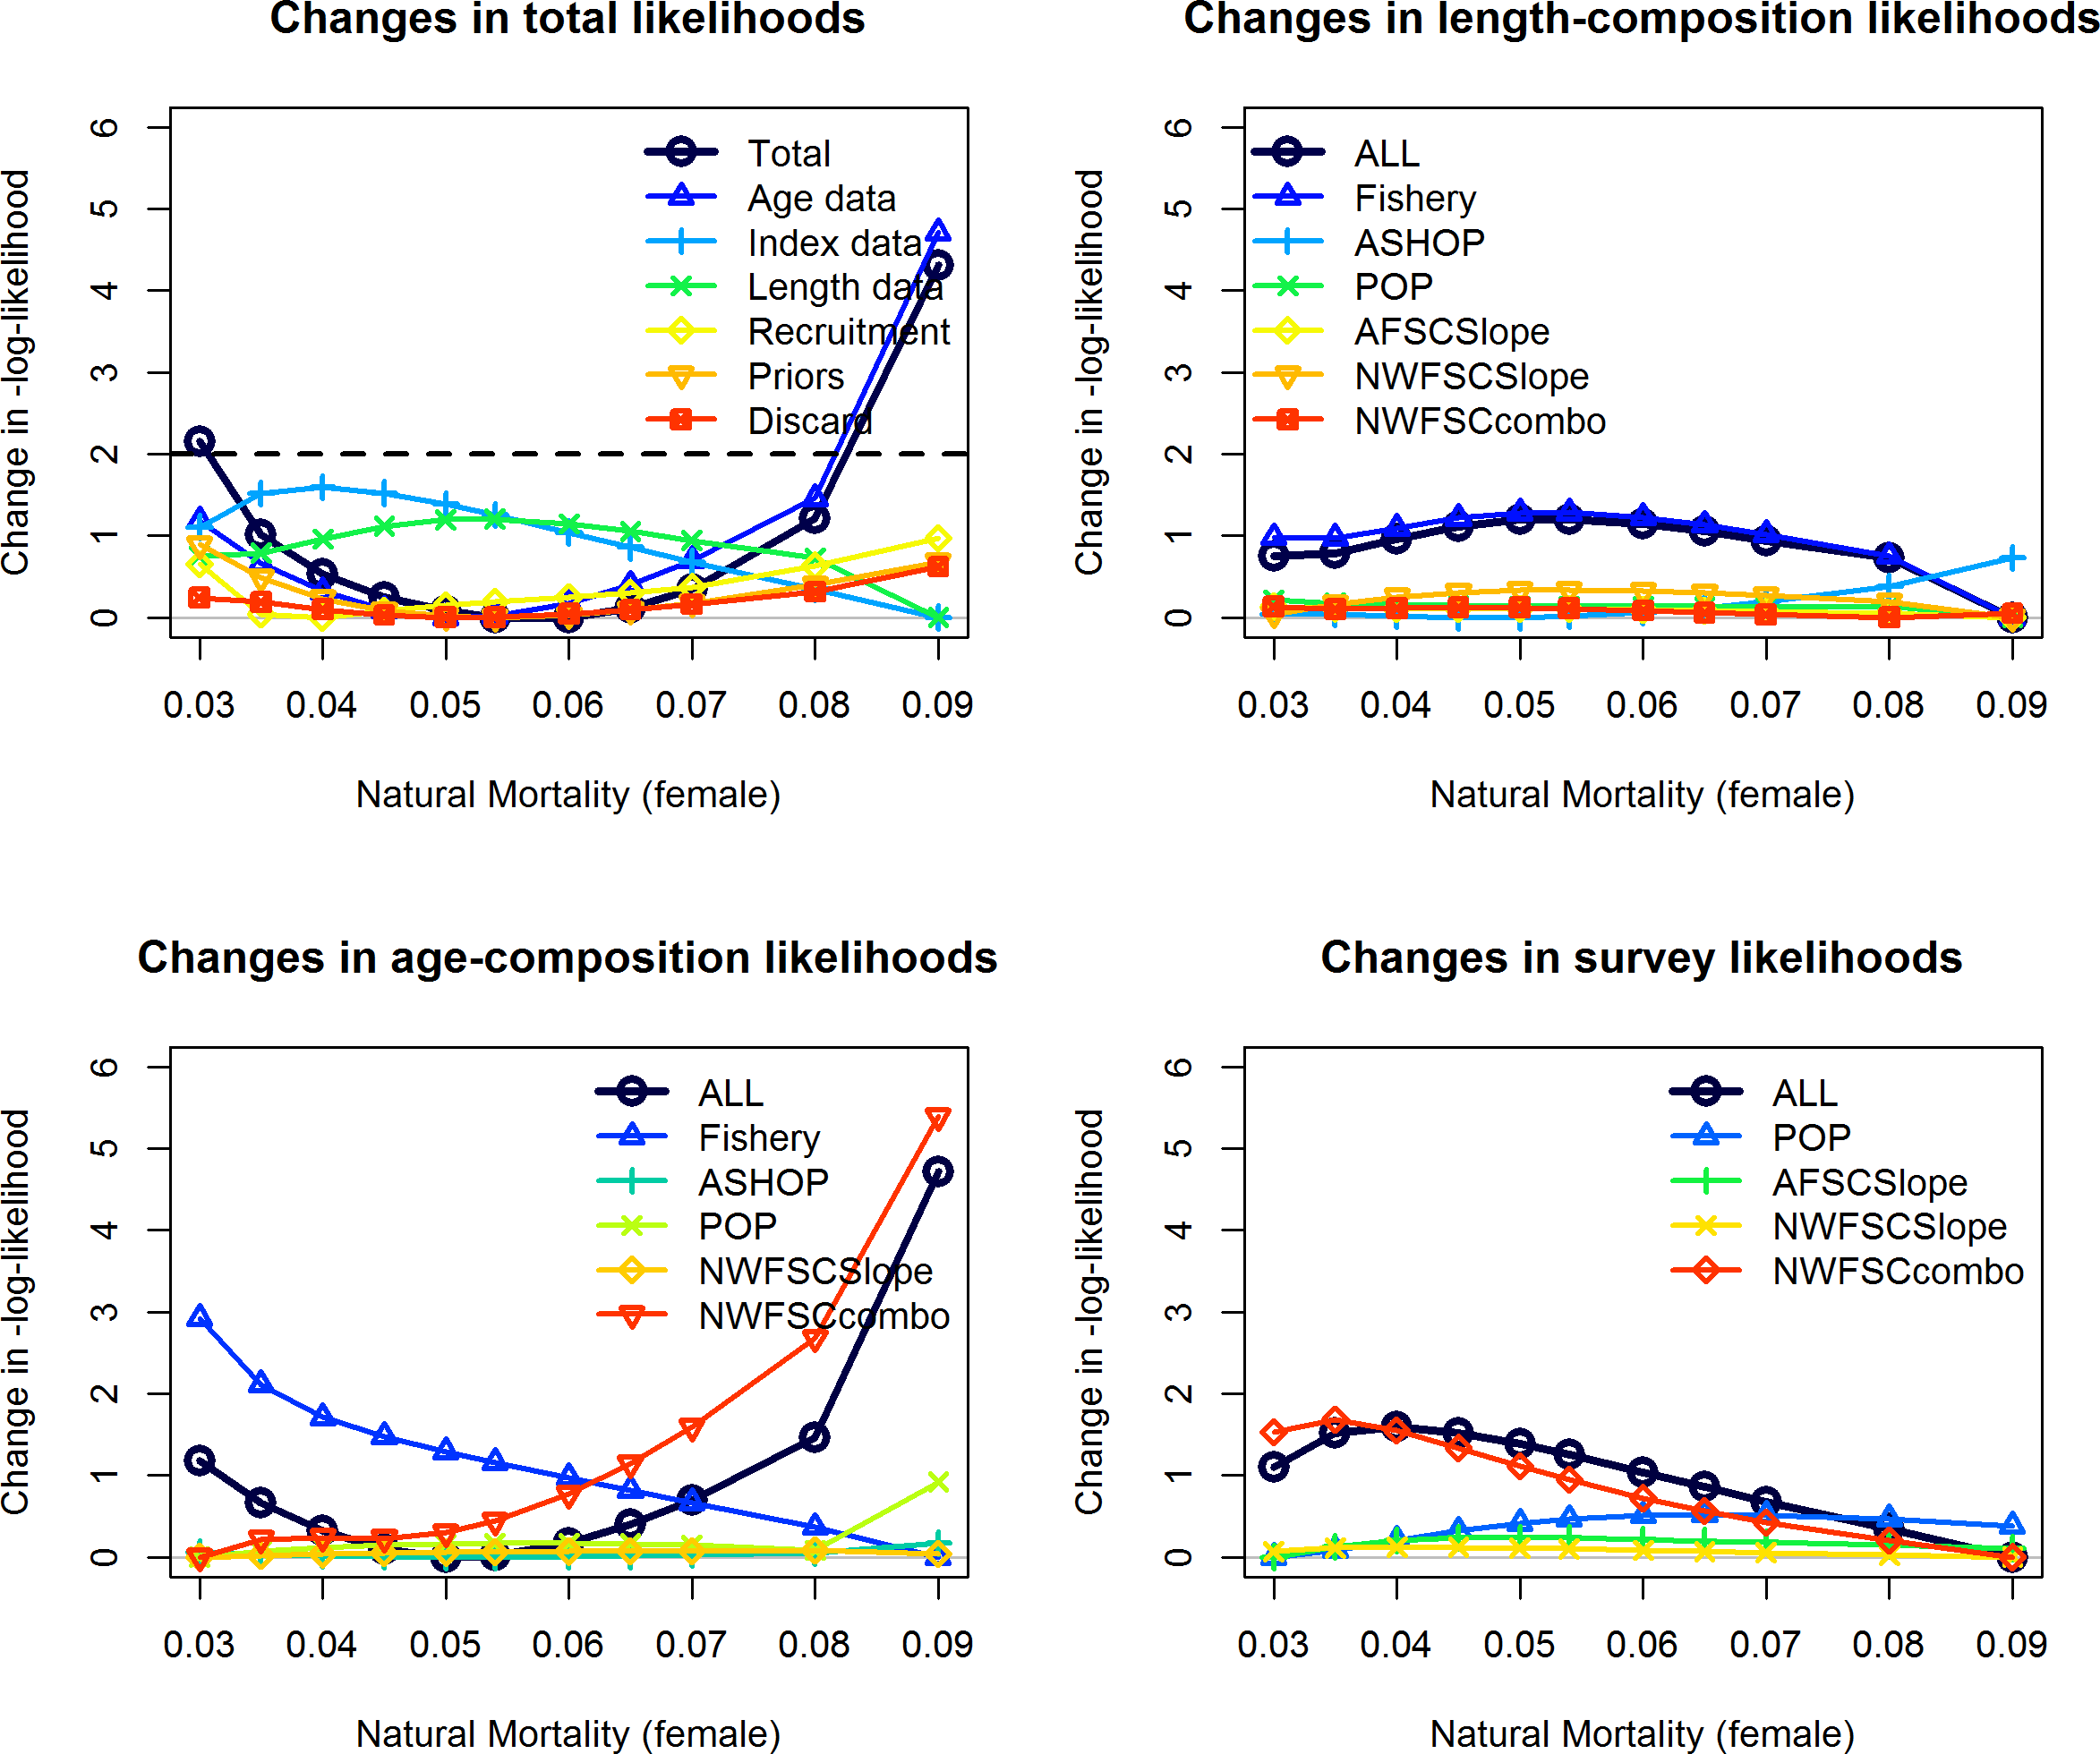 Changes in total likelihoods
Change in -log-likelihood
6
5
4
3
2
1
0
Total
Age data
Index data
Length data
Recruitment
Priors
Discard
0.03 0.04 0.05 0.06 0.07 0.08 0.09
Natural Mortality (female)
Changes in length-composition likelihoods
Change in -log-likelihood
6
5
4
3
2
1
0
ALL
Fishery
ASHOP
POP
AFSCSlope
NWFSCSlope
NWFSCcombo
0.03 0.04 0.05 0.06 0.07 0.08 0.09
Natural Mortality (female)
Changes in age-composition likelihoods
Change in -log-likelihood
6
5
4
3
2
1
0
ALL
Fishery
ASHOP
POP
NWFSCSlope
NWFSCcombo
0.03 0.04 0.05 0.06 0.07 0.08 0.09
Natural Mortality (female)
Changes in survey likelihoods
Change in -log-likelihood
6
5
4
3
2
1
0
ALL
POP
AFSCSlope
NWFSCSlope
NWFSCcombo
0.03 0.04 0.05 0.06 0.07 0.08 0.09
Natural Mortality (female)